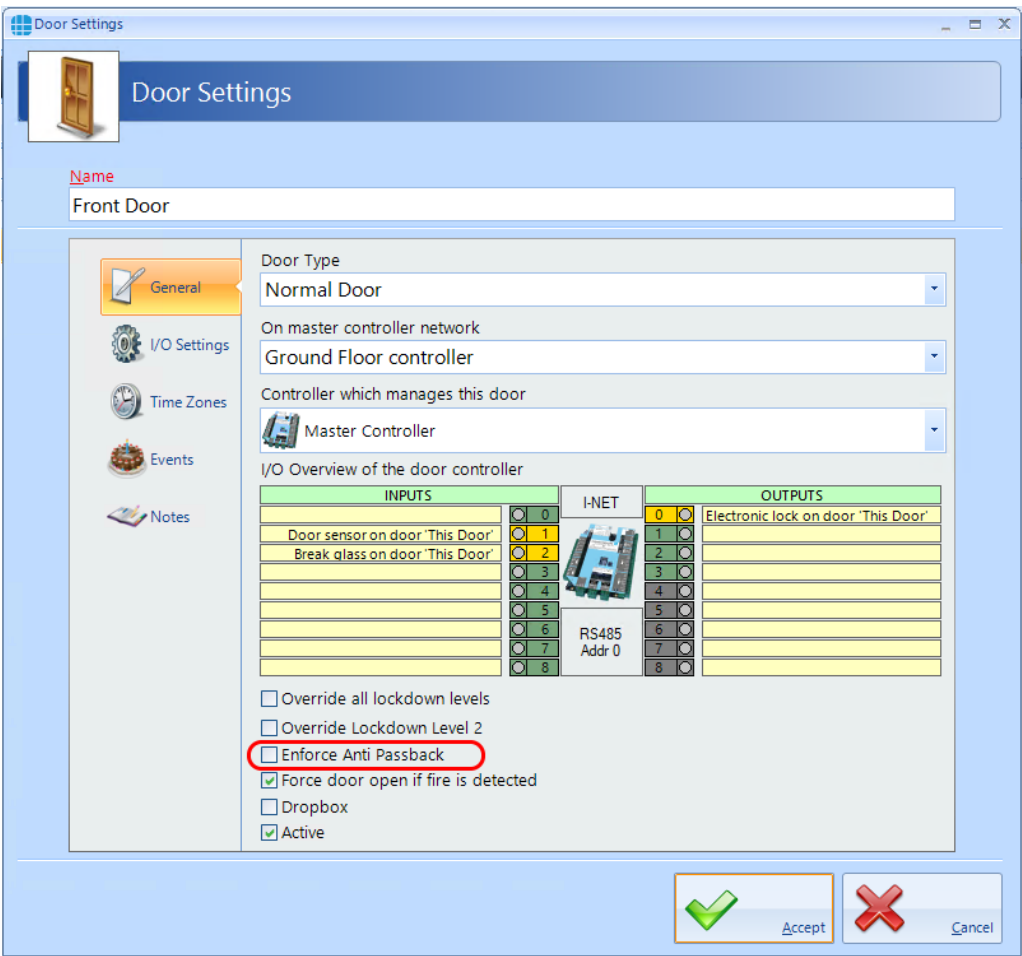 Door Settings
Door Settings
Name
Front Door
General
I/O Settings
Time Zones
Events
Notes
Door Type
Normal Door
On master controller network
Ground Floor controller
Controller which manages this door
Master Controller
I/O Overview of the door controller
INPUTS I-NET OUTPUTS
0 0 Electronic lock on door 'This Door'
Door sensor on door 'This Door' 1 1
Break glass on door 'This Door' 2 2
3 3
4 4
5 5
6 RS485 6
7 Addr 0 7
8 8
Override all lockdown levels
Override Lockdown Level 2
Enforce Anti Passback
Force door open if fire is detected
Dropbox
Active
Accept
Cancel